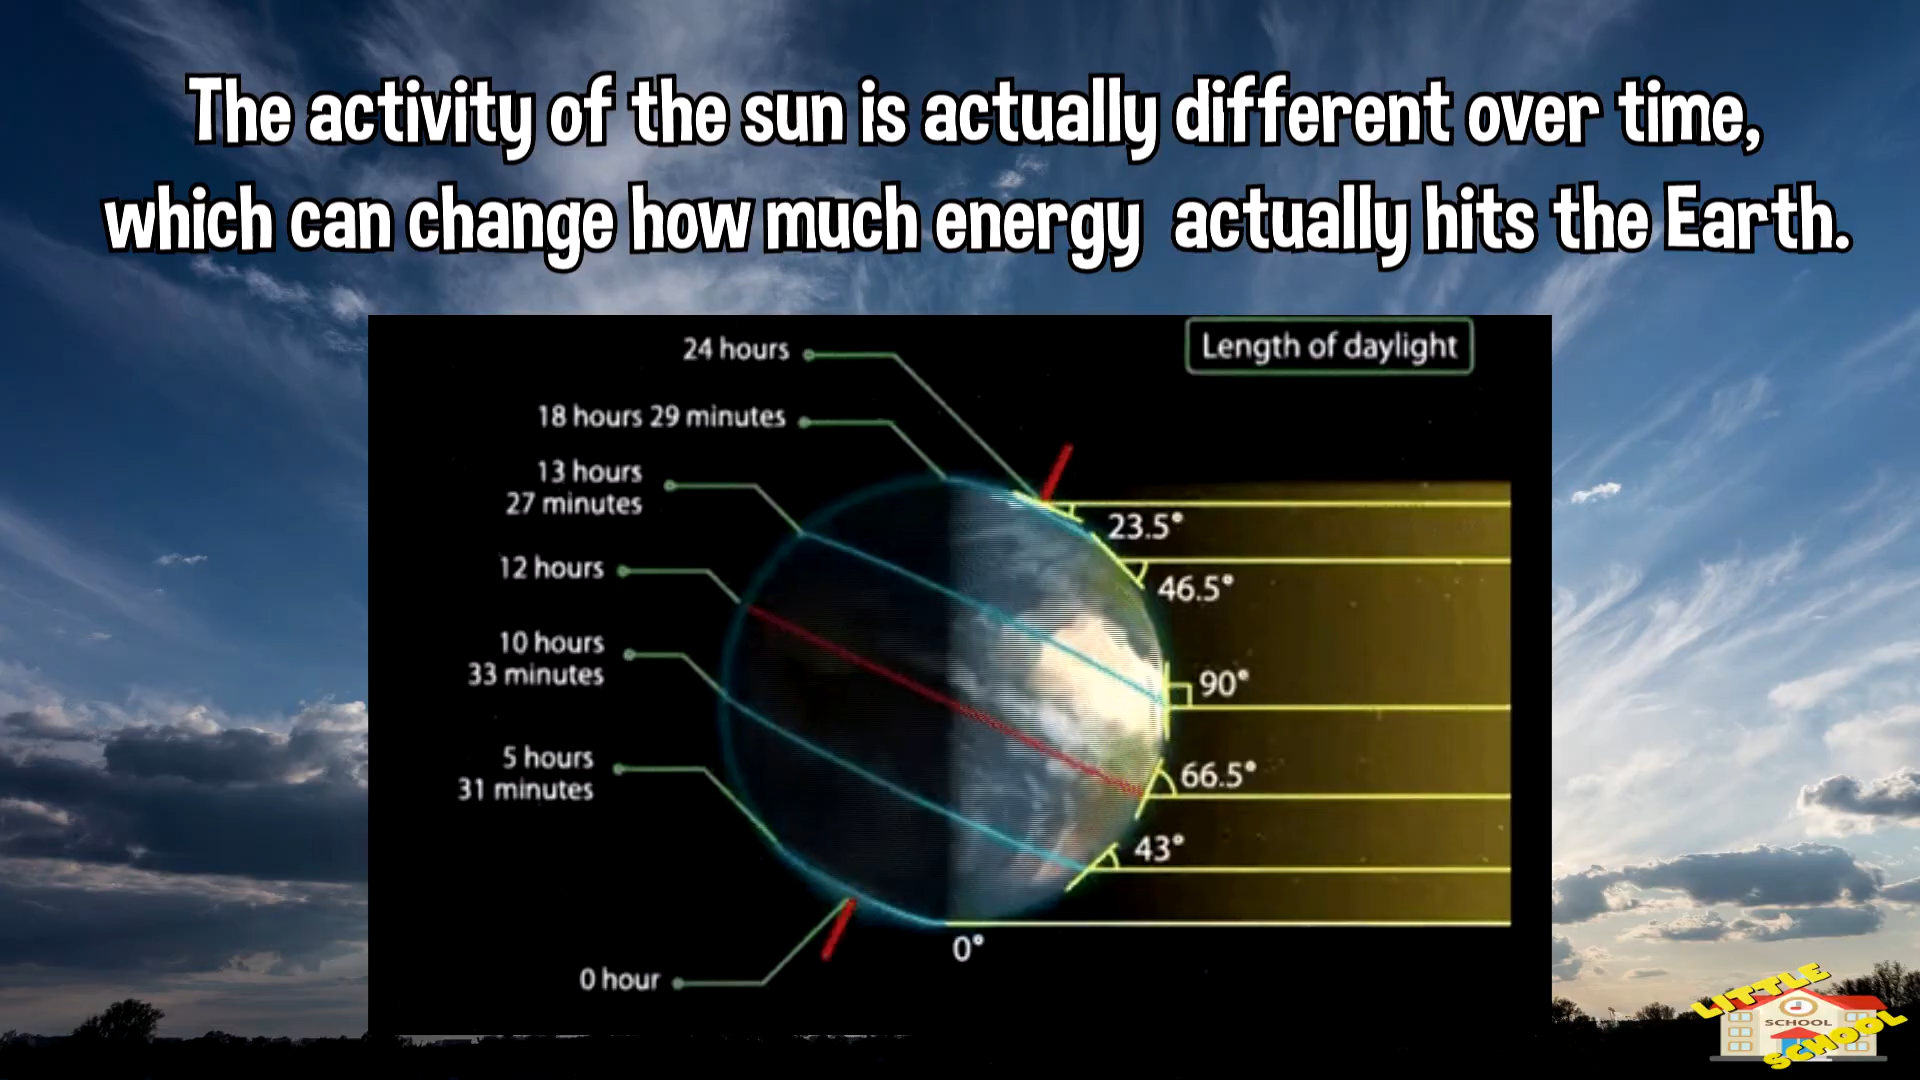 The activity of the sun is actually different over time,
which can change how much energy actually hits the Earth.
Length of daylight
24 hours
18 hours 29 minutes
13 hours
27 minutes
12 hours
10 hours
33 minutes
5 hours
31 minutes
0 hour
23.5°
46.5°
90°
66.5°
43°
0°
LITTLE
SCHOOL
SCHOOL